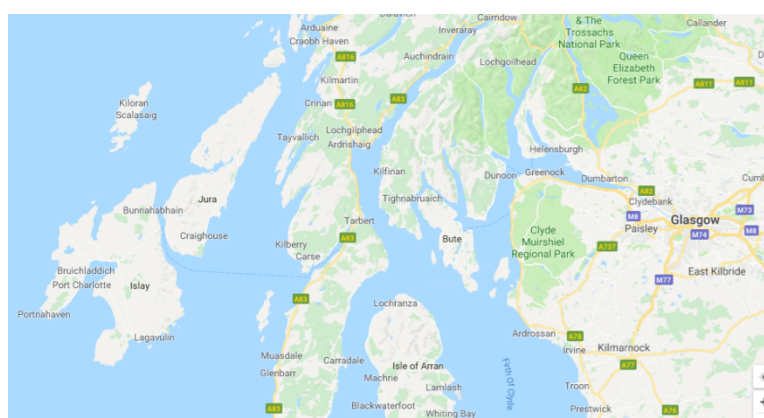 Arduaine
Craobh Haven
Inveraray
Cairndow
& The
Trossachs
National Park
Callander
A816
Auchindrain
Lochgoilhead
Queen
Elizabeth
Forest Park
Kilmartin
A82
A811
A811
Kiloran
Scalasaig
Crinan
A816
A83
Tayvallich
Lochgilphead
Ardrishaig
Helensburgh
Kilfinan
Dunoon
Greenock
Dumbarton
A82
Jura
Tighnabruaich
Clydebank
Bunnahabhain
Tarbert
M8
Glasgow
M73
Craighouse
Bute
Clyde
Muirshiel
Regional Park
Paisley
M74
M8
Kilberry
A83
A737
Carse
Bruichladdich
Port Charlotte
Islay
East Kilbride
M77
Portnahaven
A83
Lochranza
Lagavulin
Ardrossan
A78
Irvine
Kilmarnock
Muasdale
Carradale
Isle of Arran
Firth Of Clyde
A77
Glenbarr
Machrie
Lamlash
Troon
Blackwaterfoot
A83
Whiting Bay
Prestwick
A76